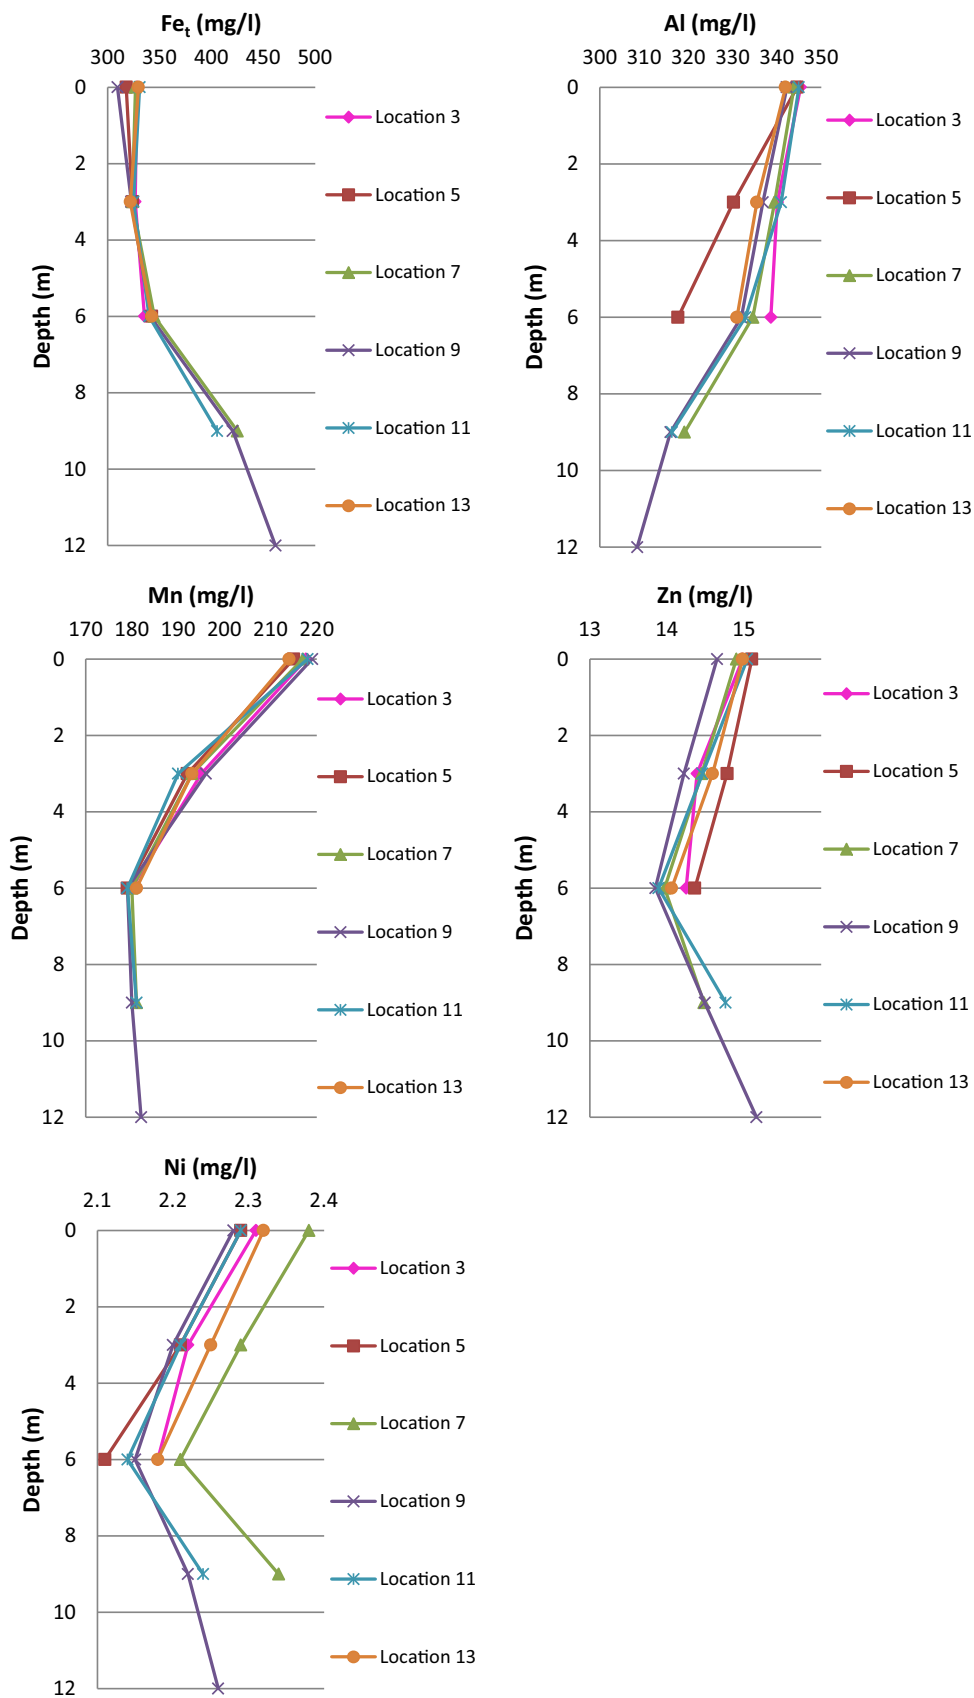 Fet (mg/l)
300 350 400 450 500
0
2
4
6
8
10
12
Depth (m)
Location 3
Location 5
Location 7
Location 9
Location 11
Location 13
Al (mg/l)
300 310 320 330 340 350
0
2
4
6
8
10
12
Depth (m)
Location 3
Location 5
Location 7
Location 9
Location 11
Location 13
Mn (mg/l)
170 180 190 200 210 220
0
2
4
6
8
10
12
Depth (m)
Location 3
Location 5
Location 7
Location 9
Location 11
Location 13
Zn (mg/l)
13 14 15
0
2
4
6
8
10
12
Depth (m)
Location 3
Location 5
Location 7
Location 9
Location 11
Location 13
Ni (mg/l)
2.1 2.2 2.3 2.4
0
2
4
6
8
10
12
Depth (m)
Location 3
Location 5
Location 7
Location 9
Location 11
Location 13